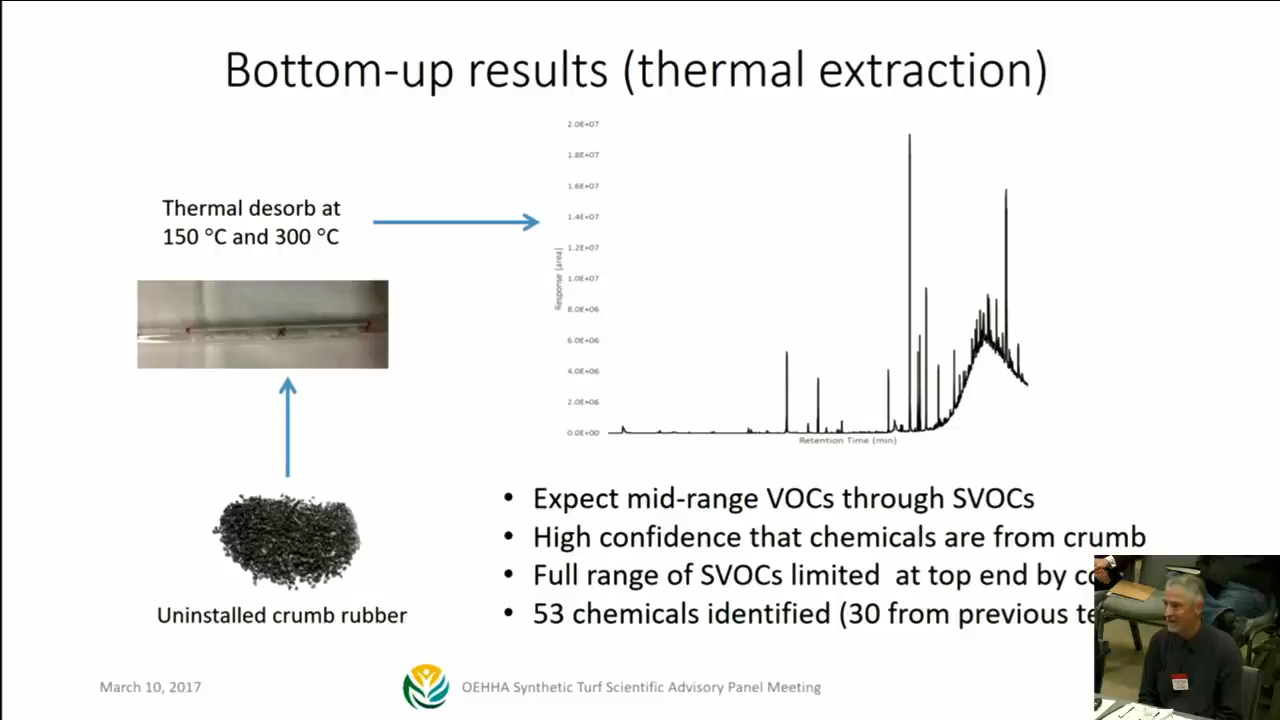 Bottom-up results (thermal extraction)
Thermal desorb at
150 °C and 300 °C
Uninstalled crumb rubber
2.0E+07
1.8E+07
1.6E+07
1.4E+07
1.2E+07
1.0E+07
8.0E+06
6.0E+06
4.0E+06
2.0E+06
0.0E+00
Response (area)
Retention Time (min)
• Expect mid-range VOCs through SVOCs
• High confidence that chemicals are from crumb
• Full range of SVOCs limited at top end by
• 53 chemicals identified (30 from previous
March 10, 2017
OEHHA Synthetic Turf Scientific Advisory Panel Meeting